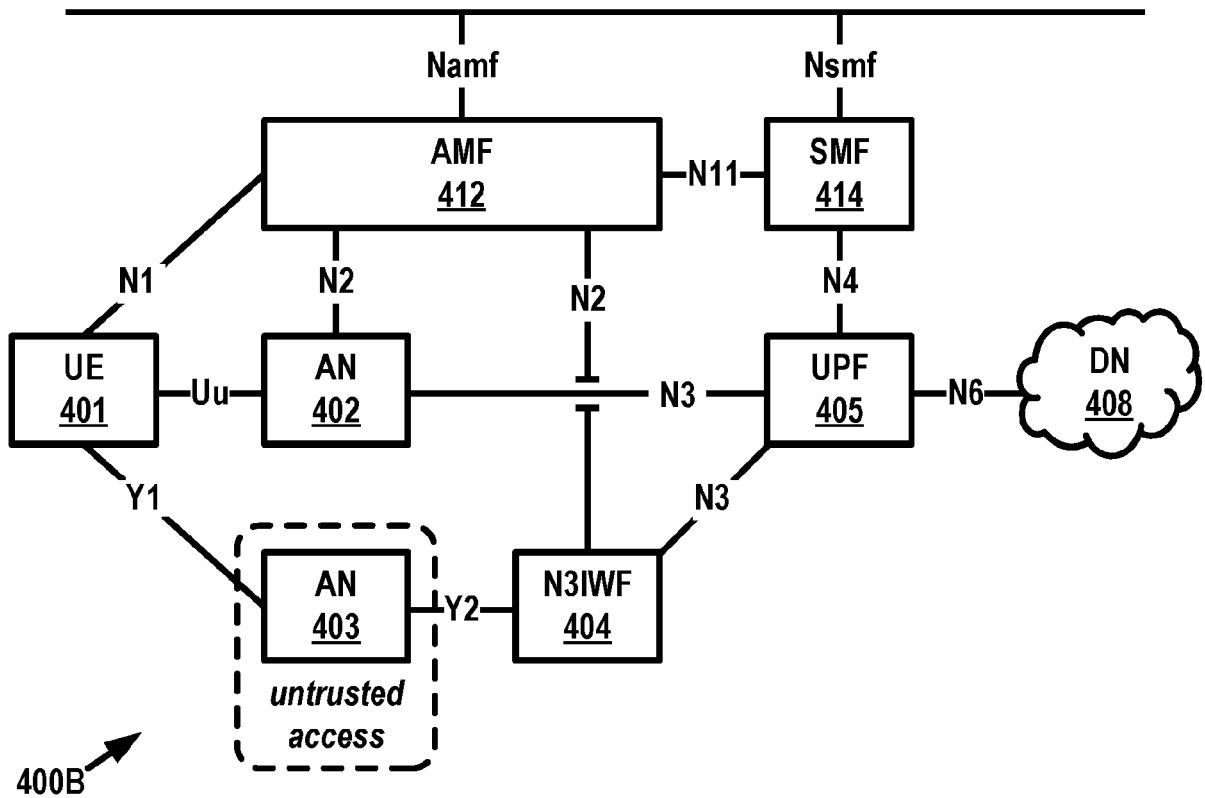 Namf
Nsmf
AMF
412
N11
SMF
414
N1
N2
N2
N4
UE
401
Uu
AN
402
N3
UPF
405
N6
DN
408
Y1
N3
AN
403
Y2
N3IWF
404
untrusted
access
400B